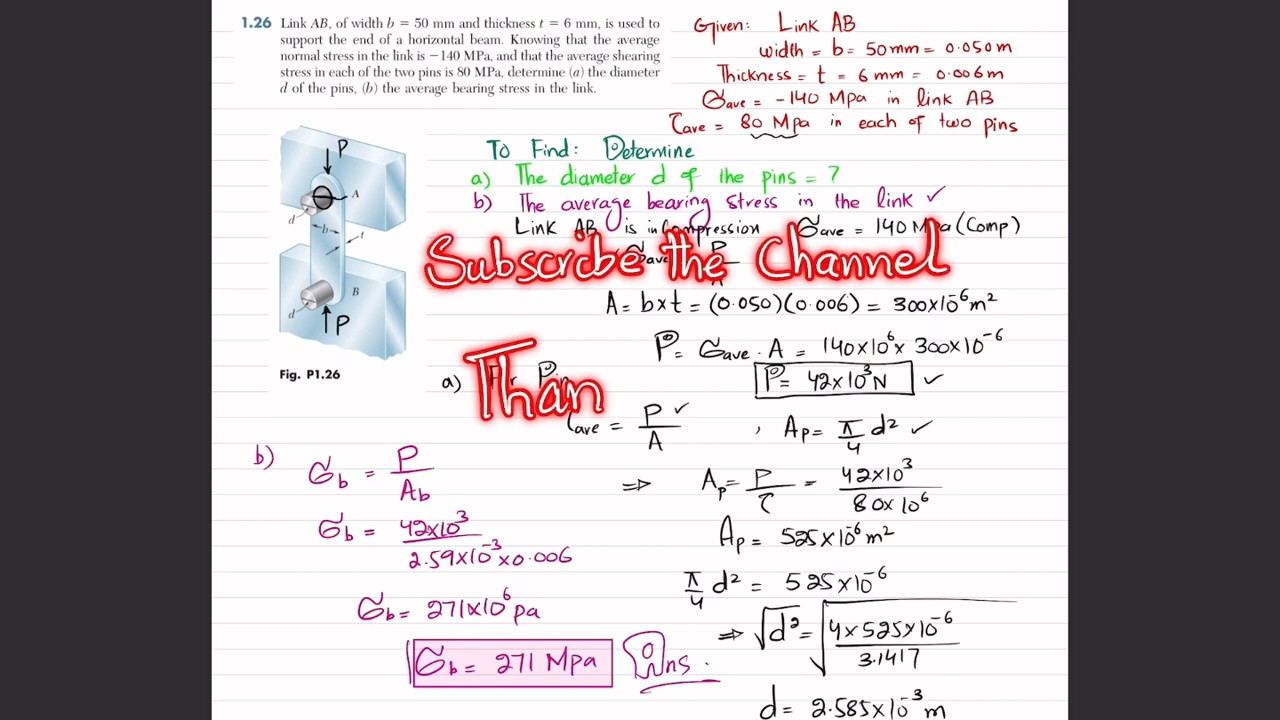 1.26 Link AB, of width b = 50 mm and thickness t = 6 mm, is used to
support the end of a horizontal beam. Knowing that the average
normal stress in the link is −140 MPa, and that the average shearing
stress in each of the two pins is 80 MPa, determine (a) the diameter
d of the pins, (b) the average bearing stress in the link.
Given: Link AB
width = b = 50mm = 0.050m
Thickness = t = 6mm = 0.006m
σave = -140 MPa in link AB
τave = 80 MPa in each of two pins
To Find: Determine
a) The diameter d of the pins = ?
b) The average bearing stress in the link ✓
Link AB is in Compression σave = 140 MPa (Comp)
P
A
d
b
t
B
d
P
Fig. P1.26
Subscribe the Channel
A = b×t = (0.050)(0.006) = 300×10⁻⁶m²
P = σave . A = 140×10⁶ × 300×10⁻⁶
P = 42×10³N ✓
a)
Than
τave = P ✓ / A , Ap = π/4 d² ✓
⇒ Ap = P/τ = 42×10³ / 80×10⁶
Ap = 525×10⁻⁶ m²
π/4 d² = 525×10⁻⁶
⇒ √d² = √4×525×10⁻⁶ / 3.1417
d = 2.585×10⁻³ m
b) σb = P / Ab
σb = 42×10³ / 2.59×10⁻³×0.006
σb = 271×10⁶ pa
σb = 271 MPa Ans.